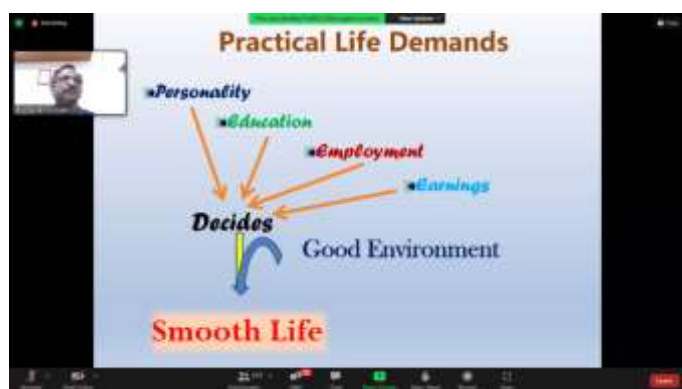 Practical Life Demands
Personality
Education
Employment
Earnings
Decides
Good Environment
Smooth Life